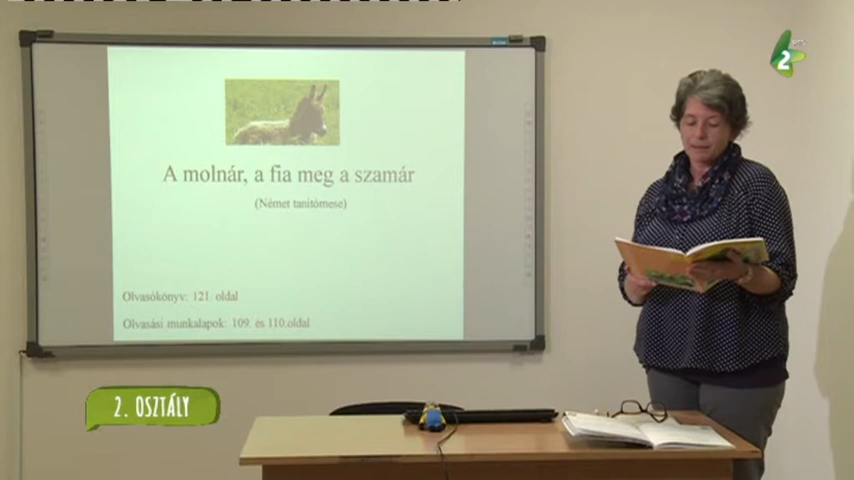 A molnár, a fia meg a szamár
(Német tanítómese)
Olvasókönyv: 121. oldal
Olvasási munkalapok: 109. és 110.oldal
2. OSZTÁLY
2